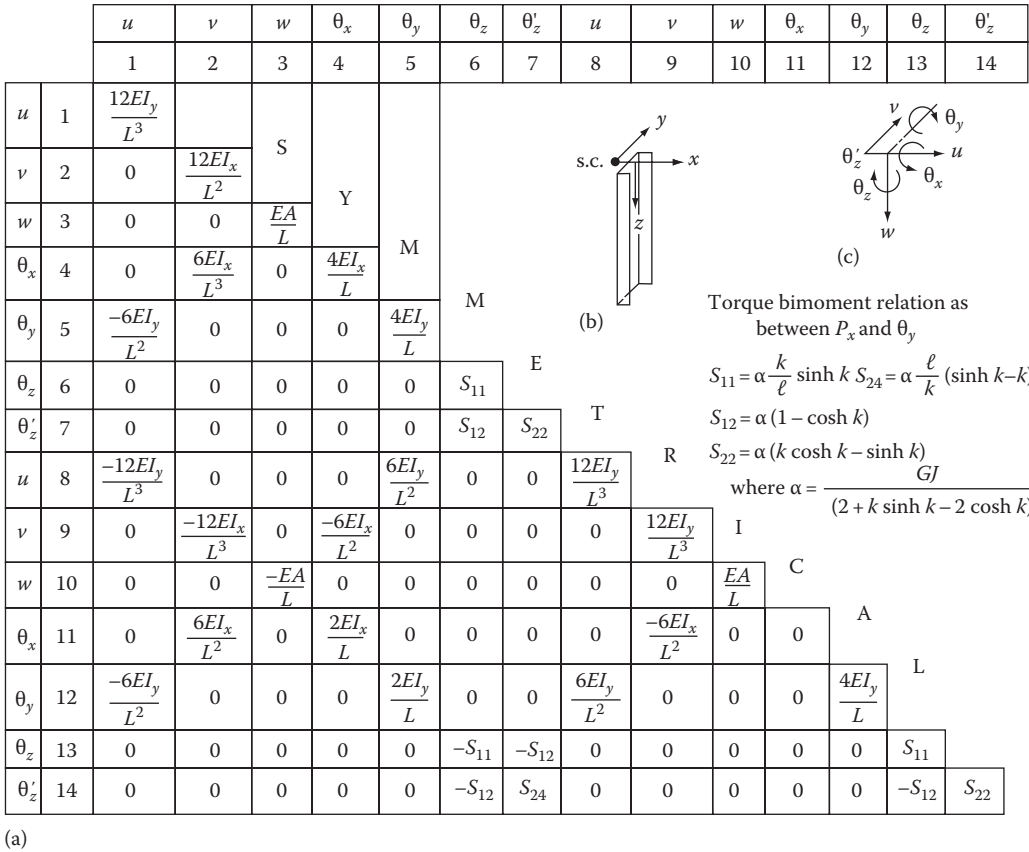 u v w θx θy θz θ'z u v w θx θy θz θ'z
1 2 3 4 5 6 7 8 9 10 11 12 13 14
u 1 12EIy/L³
v 2 0 12EIx/L²
w 3 0 0 EA/L
θx 4 0 6EIx/L³ 0 4EIx/L
θy 5 -6EIy/L² 0 0 0 4EIy/L
θz 6 0 0 0 0 0 S11
θ'z 7 0 0 0 0 0 S12 S22
u 8 -12EIy/L³ 0 0 0 6EIy/L² 0 0 12EIy/L³
v 9 0 -12EIx/L³ 0 -6EIx/L² 0 0 0 0 12EIy/L³
w 10 0 0 -EA/L 0 0 0 0 0 0 EA/L
θx 11 0 6EIx/L² 0 2EIx/L 0 0 0 0 -6EIx/L² 0 0
θy 12 -6EIy/L² 0 0 0 2EIy/L 0 0 6EIy/L² 0 0 0 4EIy/L
θz 13 0 0 0 0 0 -S11 -S12 0 0 0 0 0 S11
θ'z 14 0 0 0 0 0 -S12 S24 0 0 0 0 0 -S12 S22
S Y M M E T R I C A L
y
s.c. x
z
(b)
v θy
θ'z u
θz θx
w
(c)
Torque bimoment relation as
between Px and θy
S11 = α k/ℓ sinh k S24 = α ℓ/k (sinh k–k)
S12 = α (1 – cosh k)
S22 = α (k cosh k – sinh k)
where α = GJ/(2 + k sinh k – 2 cosh k)
(a)